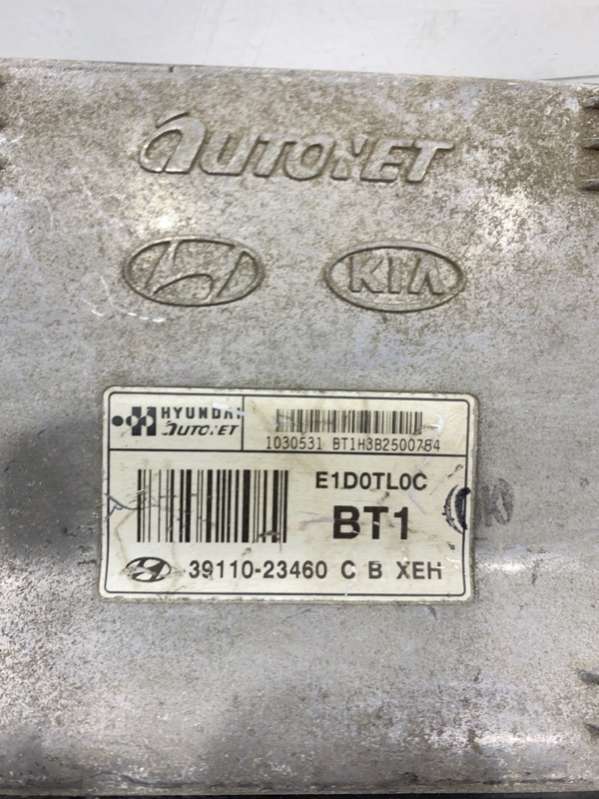 AUTONET
KIA
HYUNDAI
AUTONET
1030531 BT1H3B2500784
E1D0TL0C
BT1
39110-23460 C B XEH